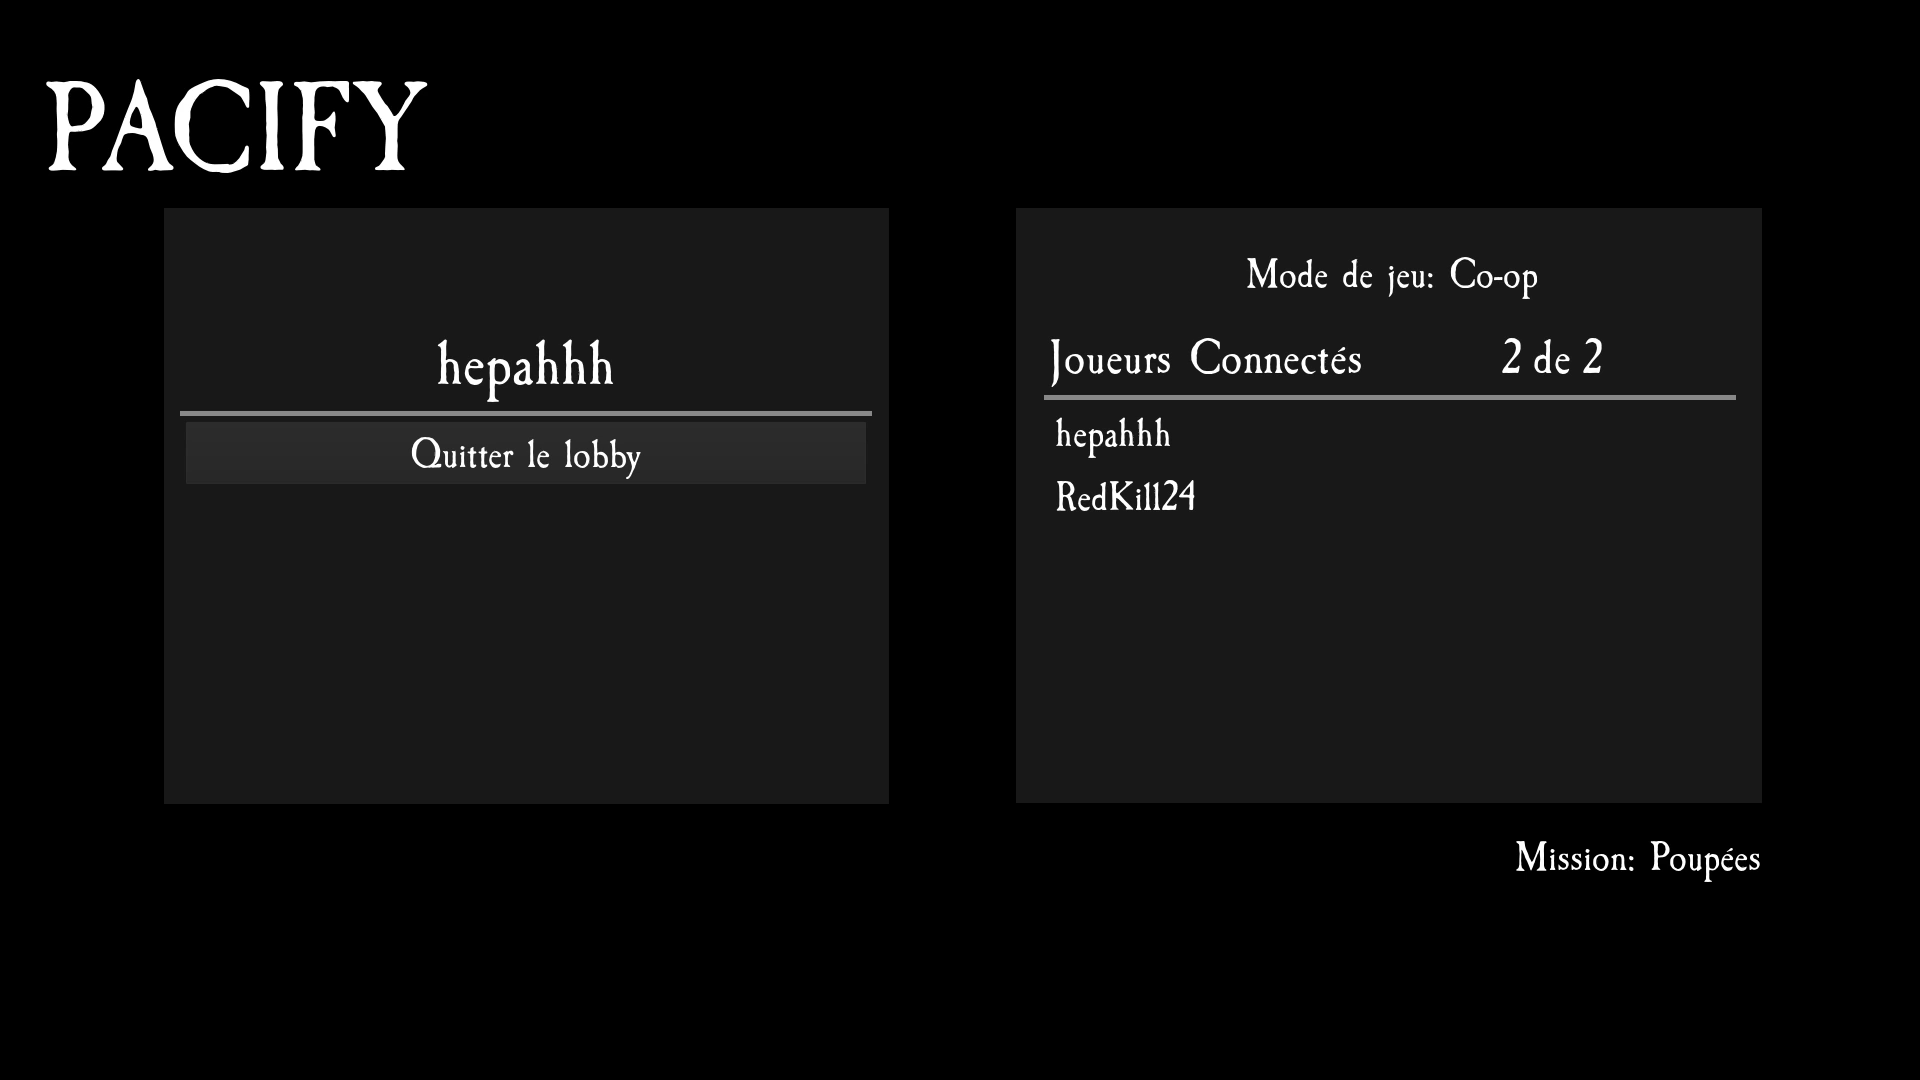 PACIFY
hepahhh
Quitter le lobby
Mode de jeu: Co-op
Joueurs Connectés 2 de 2
hepahhh
RedKill24
Mission: Poupées